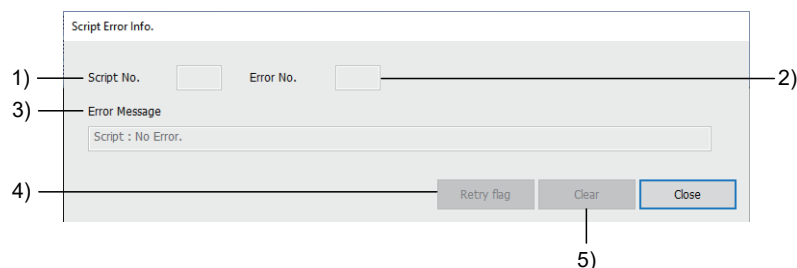 Script Error Info.
1) Script No. Error No. 2)
3) Error Message
Script : No Error.
4) Retry flag Clear Close
5)